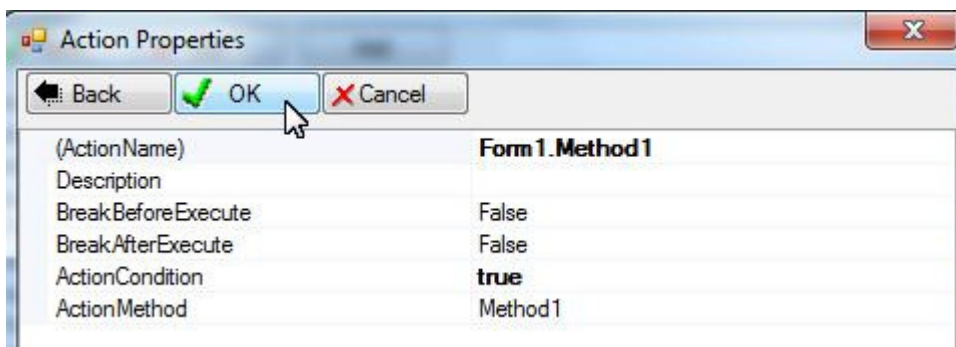 Action Properties
Back OK Cancel
(ActionName) Form1.Method1
Description
BreakBeforeExecute False
BreakAfterExecute False
ActionCondition true
ActionMethod Method1